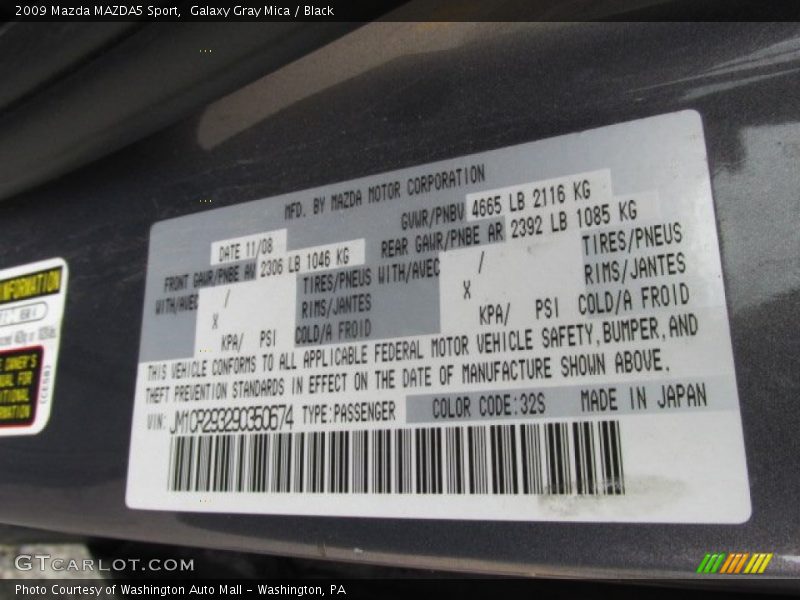 2009 Mazda MAZDA5 Sport, Galaxy Gray Mica / Black
MFD. BY MAZDA MOTOR CORPORATION
DATE 11/08
GVWR/PNBV 4665 LB 2116 KG
FRONT GAWR/PNBE AV 2306 LB 1046 KG
REAR GAWR/PNBE AR 2392 LB 1085 KG
WITH/AVEC / TIRES/PNEUS
WITH/AVEC / TIRES/PNEUS
X RIMS/JANTES
X RIMS/JANTES
KPA/ PSI COLD/A FROID
KPA/ PSI COLD/A FROID
THIS VEHICLE CONFORMS TO ALL APPLICABLE FEDERAL MOTOR VEHICLE SAFETY, BUMPER, AND
THEFT PREVENTION STANDARDS IN EFFECT ON THE DATE OF MANUFACTURE SHOWN ABOVE.
VIN: JM1CR293290350674 TYPE:PASSENGER COLOR CODE:32S MADE IN JAPAN
NFORMATION
(CE5B)
GTCARLOT.COM
Photo Courtesy of Washington Auto Mall - Washington, PA